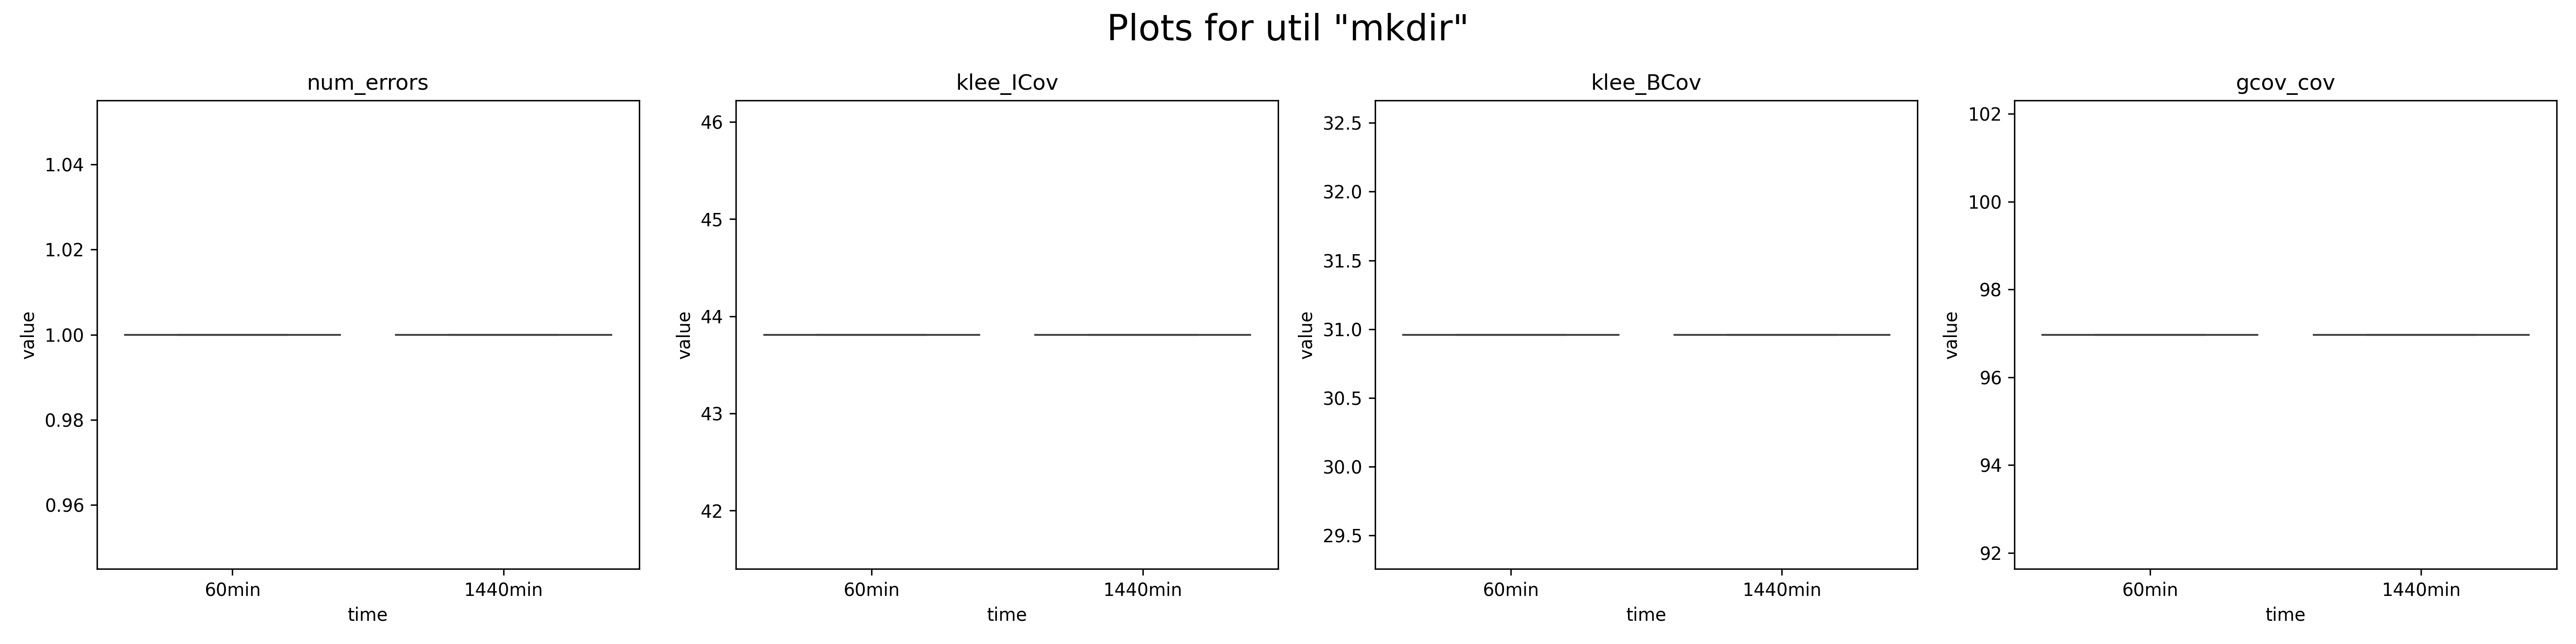 Plots for util "mkdir"
num_errors
value
1.04
1.02
1.00
0.98
0.96
60min
1440min
time
klee_ICov
value
46
45
44
43
42
60min
1440min
time
klee_BCov
value
32.5
32.0
31.5
31.0
30.5
30.0
29.5
60min
1440min
time
gcov_cov
value
102
100
98
96
94
92
60min
1440min
time